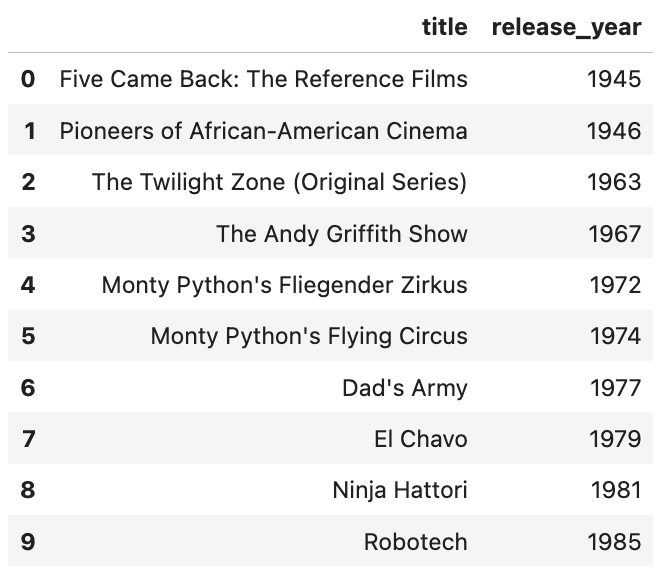 title release_year
0 Five Came Back: The Reference Films 1945
1 Pioneers of African-American Cinema 1946
2 The Twilight Zone (Original Series) 1963
3 The Andy Griffith Show 1967
4 Monty Python's Fliegender Zirkus 1972
5 Monty Python's Flying Circus 1974
6 Dad's Army 1977
7 El Chavo 1979
8 Ninja Hattori 1981
9 Robotech 1985